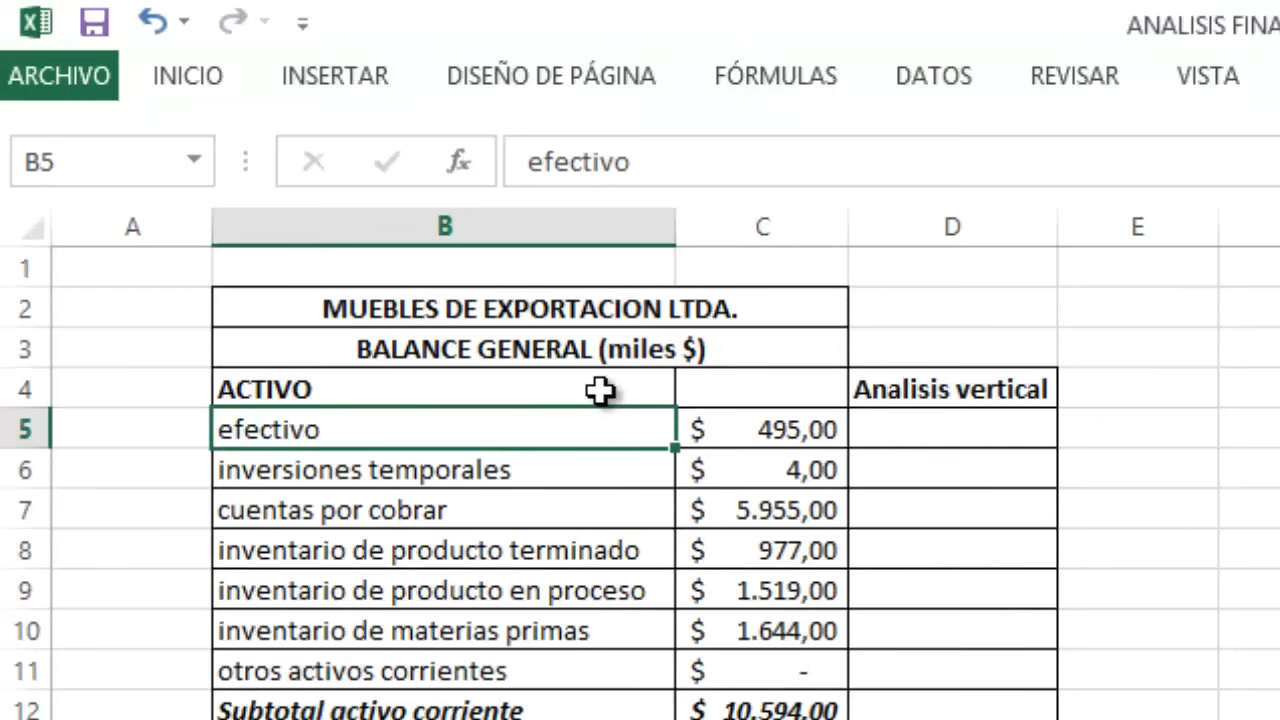 ANALISIS FINA
ARCHIVO INICIO INSERTAR DISEÑO DE PÁGINA FÓRMULAS DATOS REVISAR VISTA
B5 fx efectivo
A B C D E
1
2 MUEBLES DE EXPORTACION LTDA.
3 BALANCE GENERAL (miles $)
4 ACTIVO Analisis vertical
5 efectivo $ 495,00
6 inversiones temporales $ 4,00
7 cuentas por cobrar $ 5.955,00
8 inventario de producto terminado $ 977,00
9 inventario de producto en proceso $ 1.519,00
10 inventario de materias primas $ 1.644,00
11 otros activos corrientes $ -
12 Subtotal activo corriente $ 10.594,00